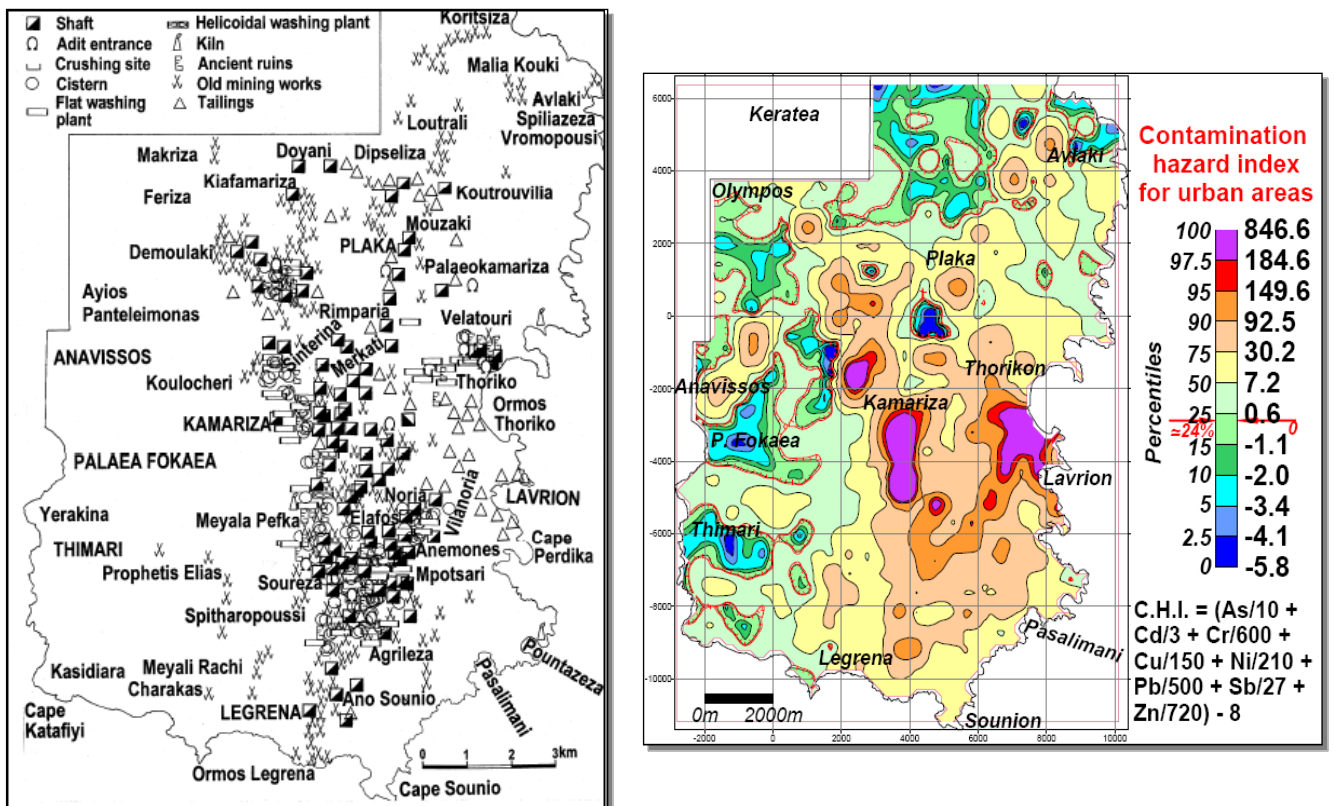 Shaft
Adit entrance
Crushing site
Cistern
Flat washing
plant
Helicoidal washing plant
Kiln
Ancient ruins
Old mining works
Tailings
Koritsiza
Malia Kouki
Avlaki
Spiliazeza
Vromopousi
Loutrali
Makriza
Doyani
Dipseliza
Kiafamariza
Koutrouvilia
Feriza
Mouzaki
Demoulaki
PLAKA
Palaeokamariza
Ayios
Panteleimonas
Rimparia
Velatouri
Sinterina
ANAVISSOS
Merkati
Koulocheri
Thoriko
Ormos
Thoriko
KAMARIZA
PALAEA FOKAEA
Noria
Vilanoria
LAVRION
Yerakina
Meyala Pefka
Elafos
THIMARI
Anemones
Cape
Perdika
Prophetis Elias
Soureza
Mpotsari
Spitharopoussi
Agrileza
Pountazeza
Kasidiara
Meyali Rachi
Pasalimani
Charakas
Ano Sounio
LEGRENA
Cape
Katafiyi
0 1 2 3km
Ormos Legrena
Cape Sounio
6000
4000
2000
0
-2000
-4000
-6000
-8000
-10000
-2000 0 2000 4000 6000 8000 10000
Keratea
Avlaki
Olympos
Plaka
Thorikon
Anavissos
Kamariza
P. Fokaea
Lavrion
Thimari
Pasalimani
Legrena
Sounion
0m 2000m
Contamination
hazard index
for urban areas
Percentiles
100 846.6
97.5 184.6
95 149.6
90 92.5
75 30.2
50 7.2
25 0.6
≈24% 0
15 -1.1
10 -2.0
5 -3.4
2.5 -4.1
0 -5.8
C.H.I. = (As/10 +
Cd/3 + Cr/600 +
Cu/150 + Ni/210 +
Pb/500 + Sb/27 +
Zn/720) - 8